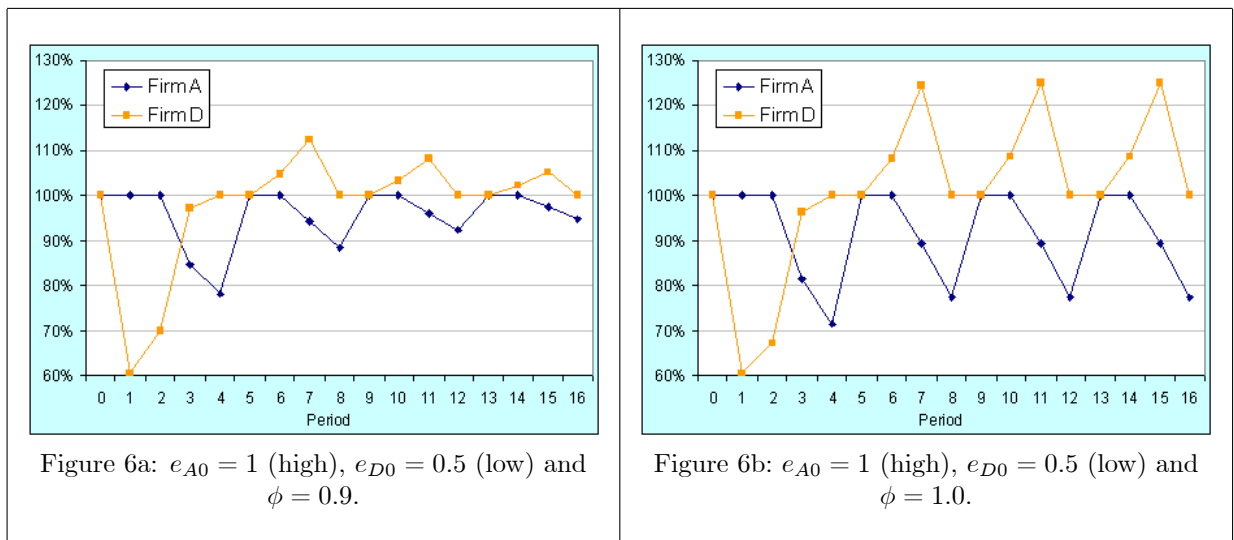 130%
120%
110%
100%
90%
80%
70%
60%
Firm A
Firm D
0 1 2 3 4 5 6 7 8 9 10 11 12 13 14 15 16
Period
Figure 6a: e_{A0} = 1 (high), e_{D0} = 0.5 (low) and
ϕ = 0.9.
130%
120%
110%
100%
90%
80%
70%
60%
Firm A
Firm D
0 1 2 3 4 5 6 7 8 9 10 11 12 13 14 15 16
Period
Figure 6b: e_{A0} = 1 (high), e_{D0} = 0.5 (low) and
ϕ = 1.0.